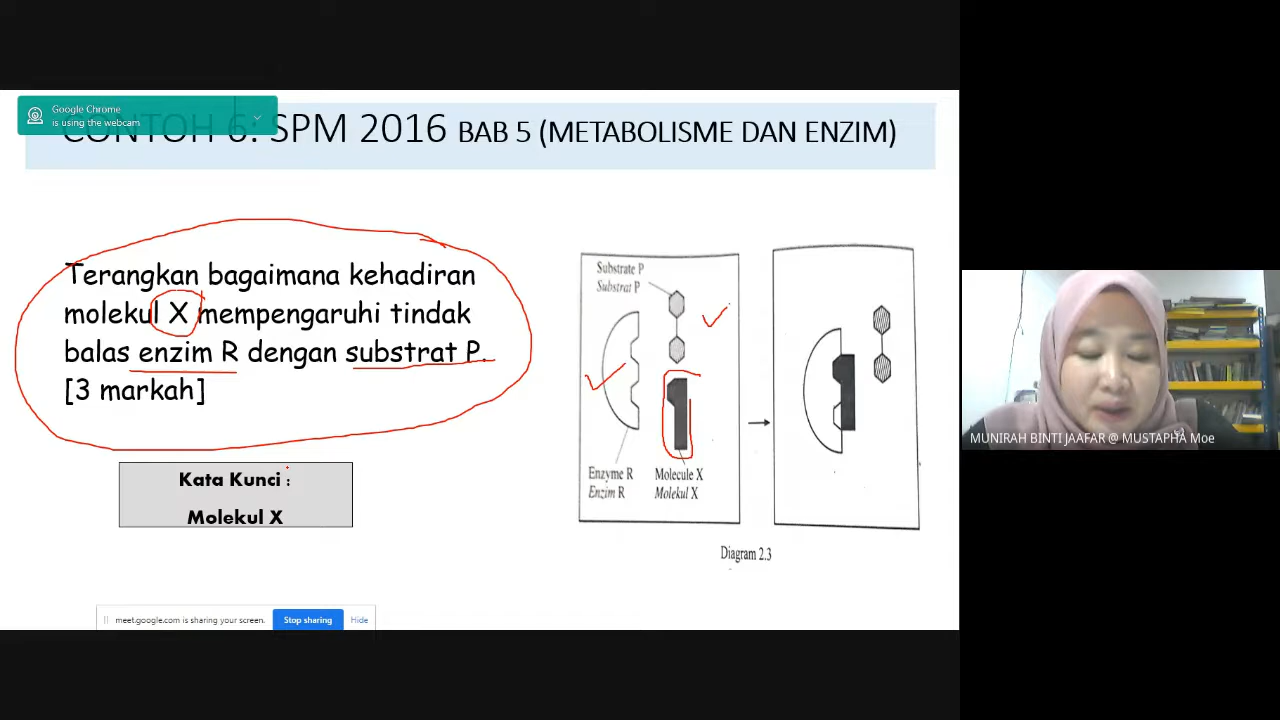 Google Chrome
is using the webcam
CONTOH 6: SPM 2016 BAB 5 (METABOLISME DAN ENZIM)
Terangkan bagaimana kehadiran
molekul X mempengaruhi tindak
balas enzim R dengan substrat P.
[3 markah]
Kata Kunci :
Molekul X
Substrate P
Substrat P
Enzyme R
Enzim R
Molecule X
Molekul X
Diagram 2.3
meet.google.com is sharing your screen.
Stop sharing
Hide
MUNIRAH BINTI JAAFAR @ MUSTAPHA Moe